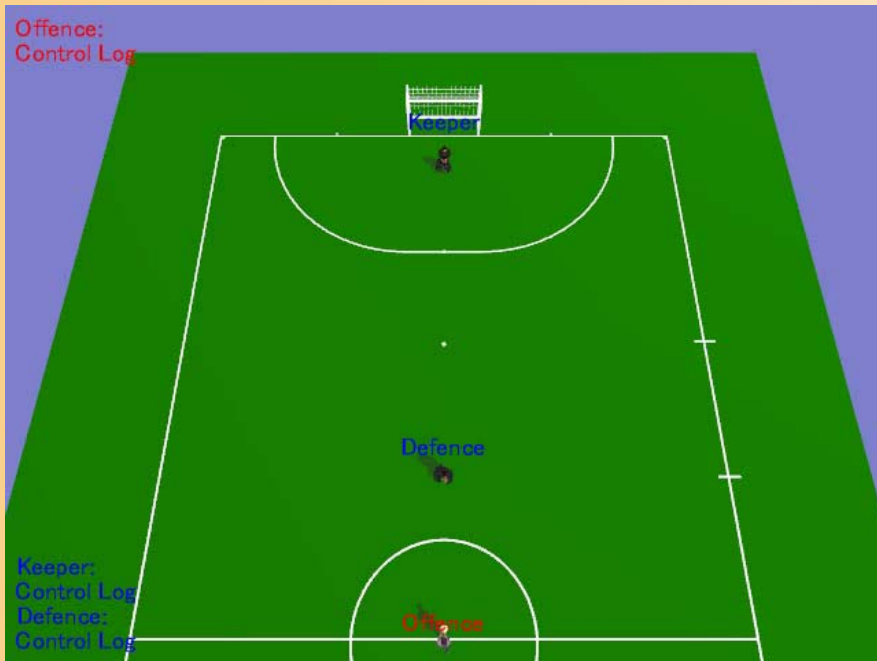 Offence:
Control Log
Keeper
Defence
Offence
Keeper:
Control Log
Defence:
Control Log